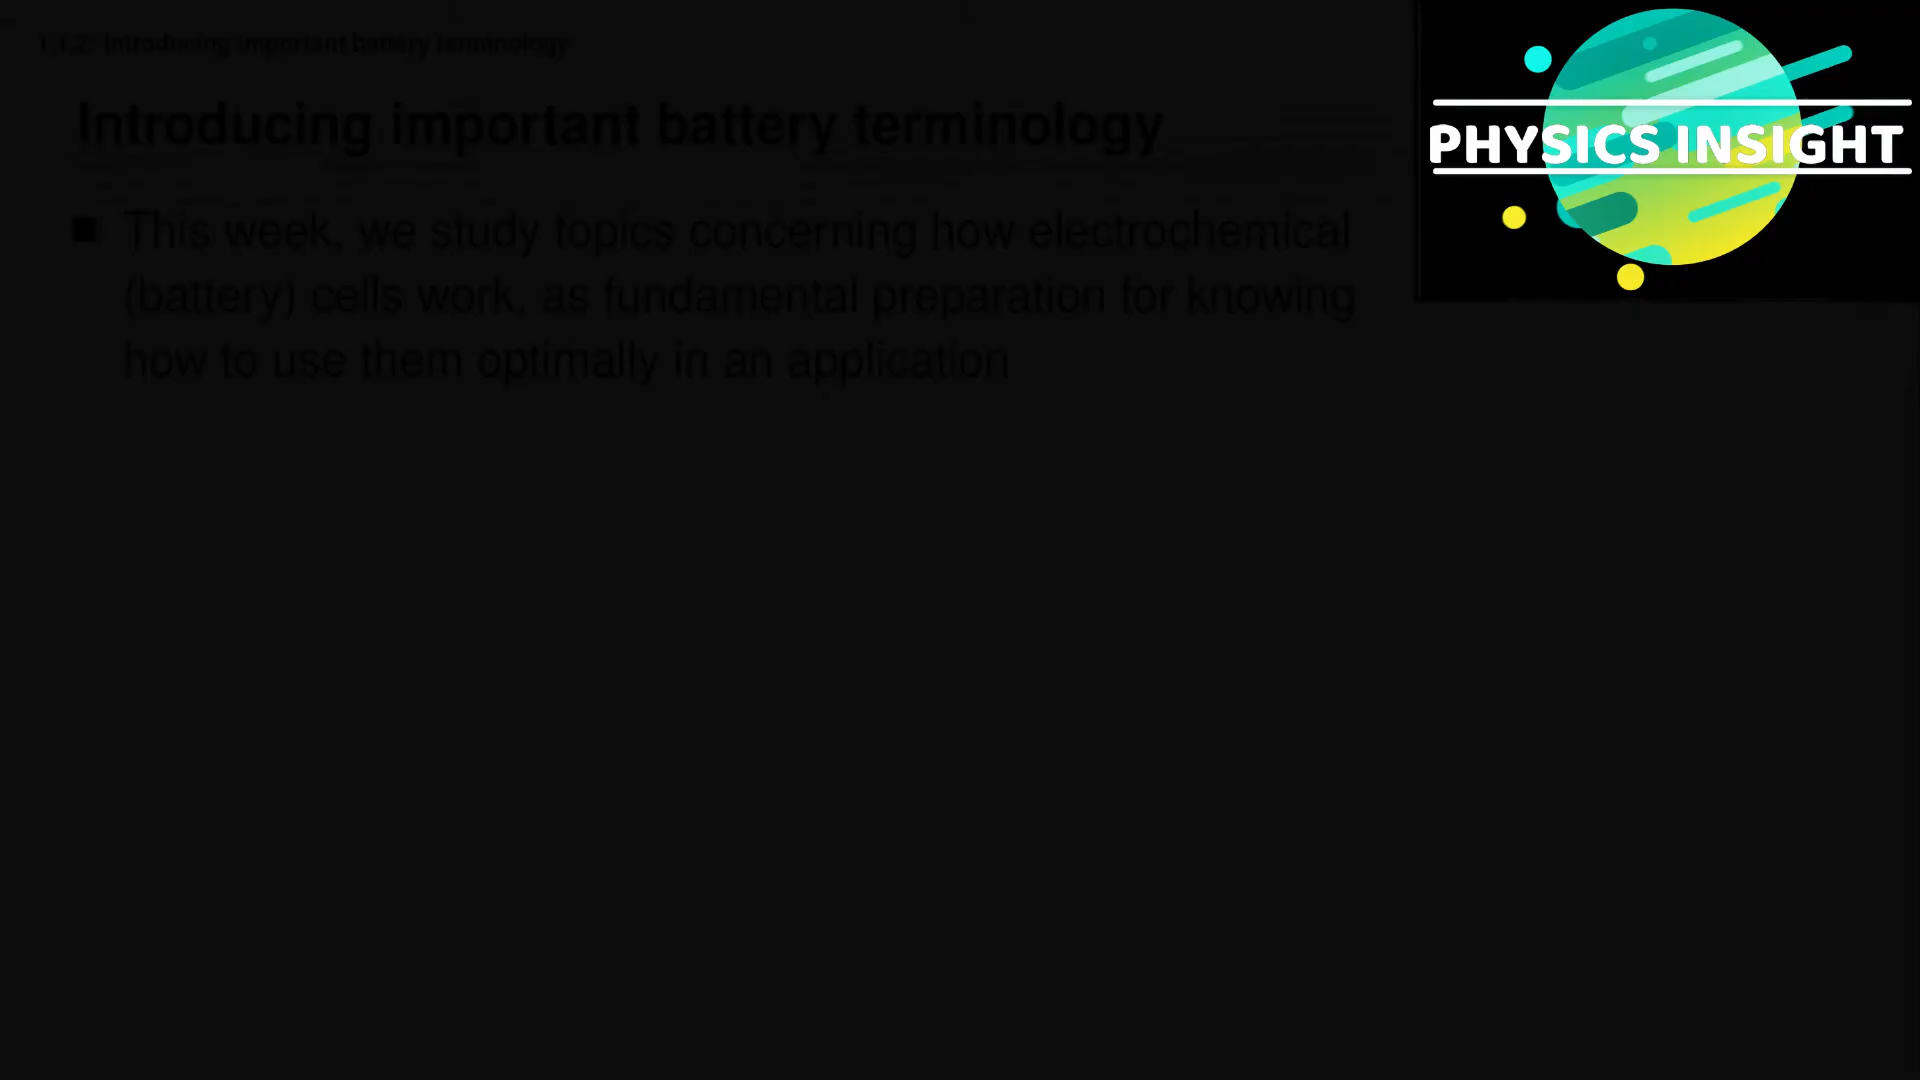 1.1.2: Introducing important battery terminology
PHYSICS INSIGHT
Introducing important battery terminology
This week, we study topics concerning how electrochemical
(battery) cells work, as fundamental preparation for knowing
how to use them optimally in an application